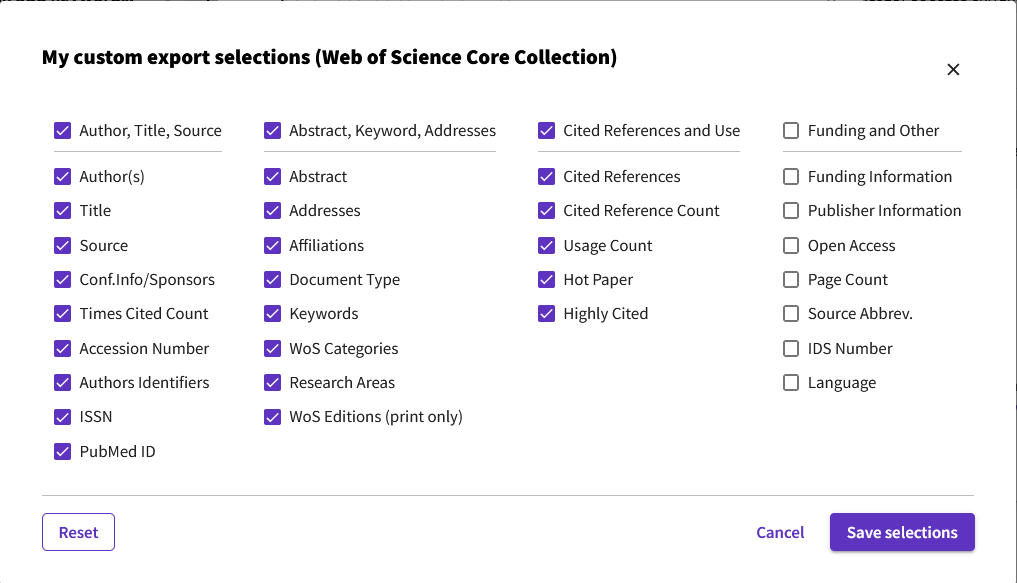 My custom export selections (Web of Science Core Collection)
Author, Title, Source
Author(s)
Title
Source
Conf.Info/Sponsors
Times Cited Count
Accession Number
Authors Identifiers
ISSN
PubMed ID
Abstract, Keyword, Addresses
Abstract
Addresses
Affiliations
Document Type
Keywords
WoS Categories
Research Areas
WoS Editions (print only)
Cited References and Use
Cited References
Cited Reference Count
Usage Count
Hot Paper
Highly Cited
Funding and Other
Funding Information
Publisher Information
Open Access
Page Count
Source Abbrev.
IDS Number
Language
Reset
Cancel
Save selections